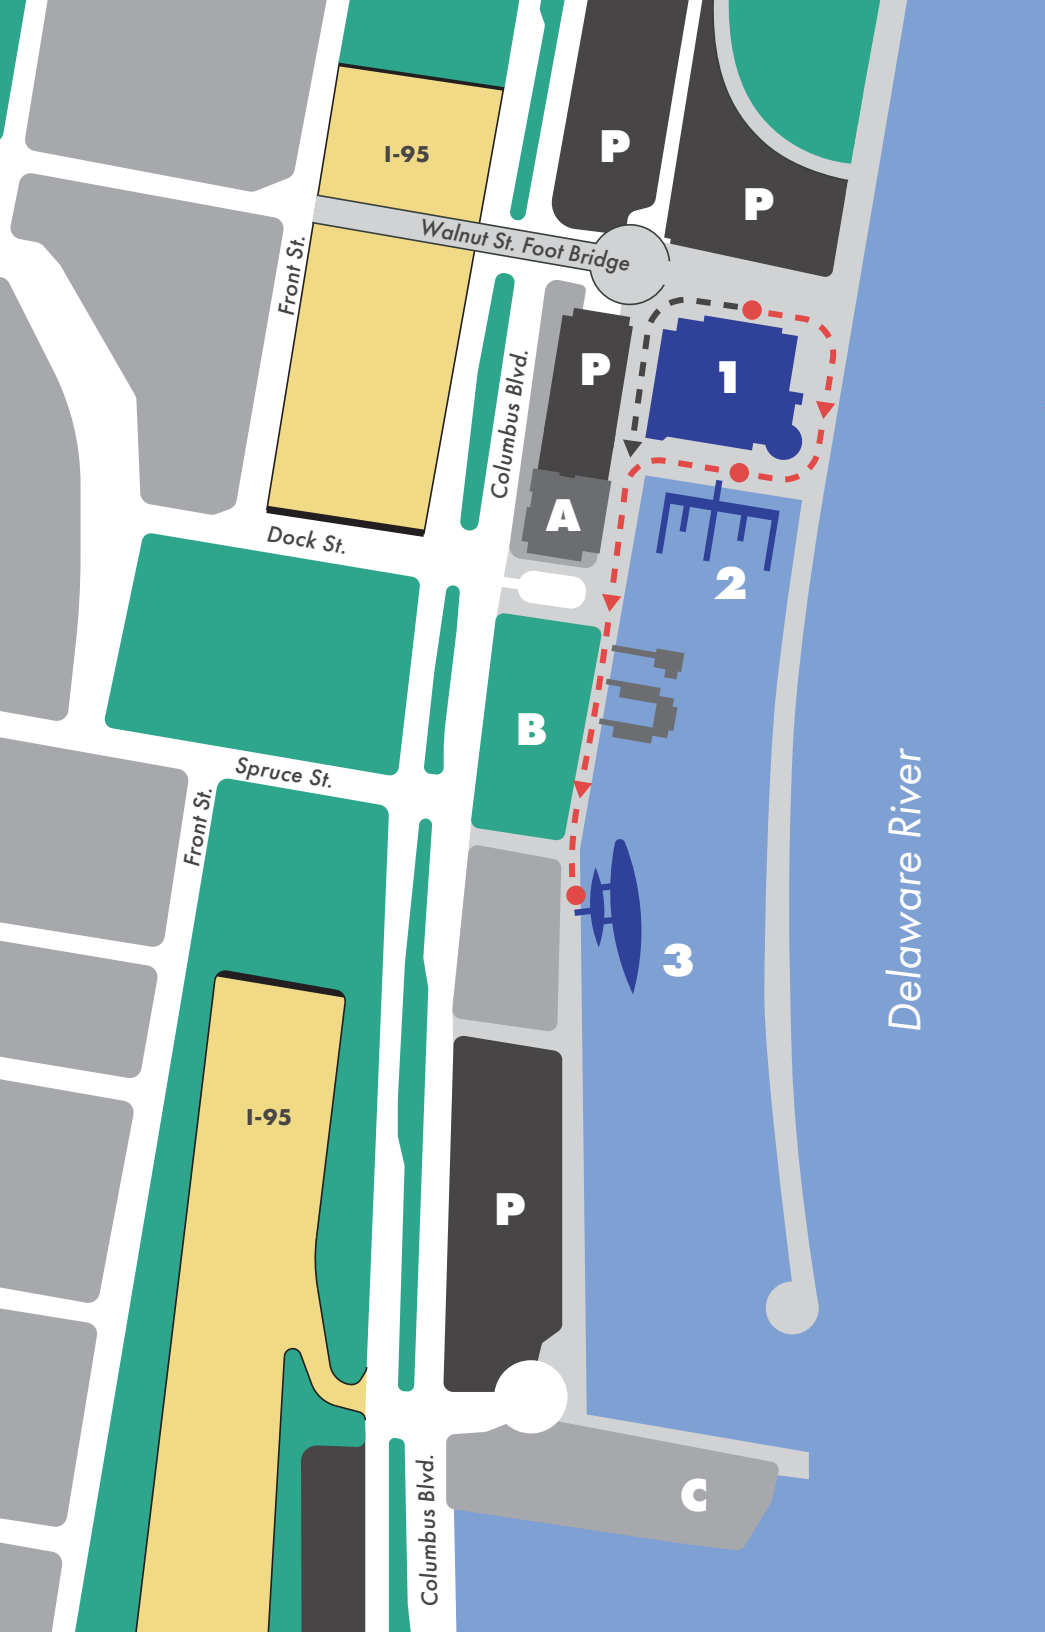 I-95
P
P
Walnut St. Foot Bridge
Front St.
P
1
Columbus Blvd.
A
Dock St.
2
B
Spruce St.
Front St.
Delaware River
3
I-95
P
C
Columbus Blvd.